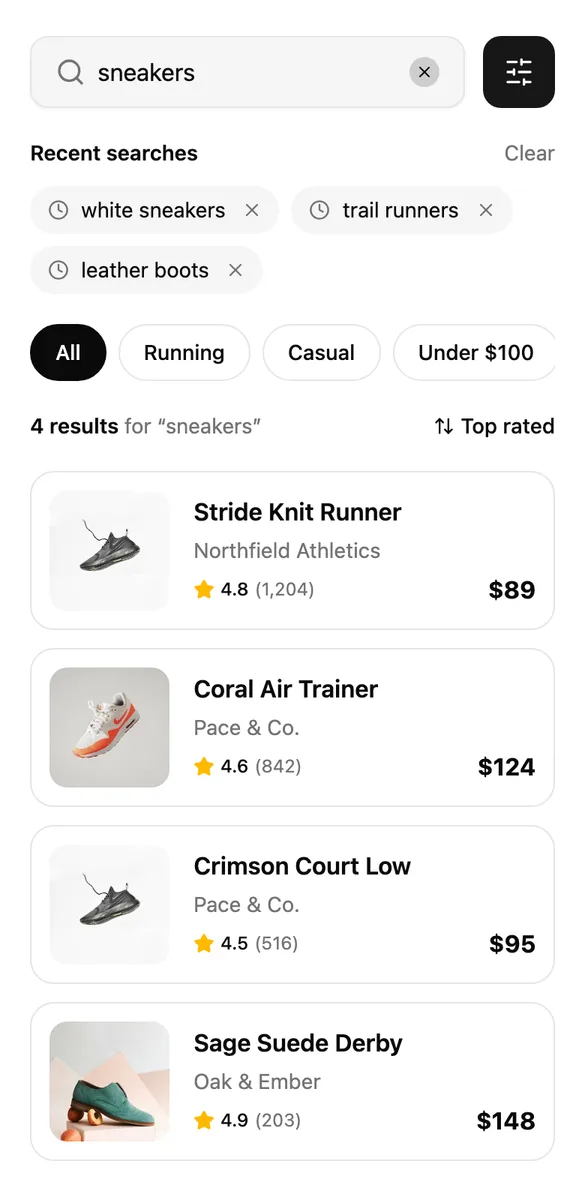 sneakers
Recent searches Clear
white sneakers trail runners
leather boots
All Running Casual Under $100
4 results for “sneakers” Top rated
Stride Knit Runner
Northfield Athletics
4.8 (1,204) $89
Coral Air Trainer
Pace & Co.
4.6 (842) $124
Crimson Court Low
Pace & Co.
4.5 (516) $95
Sage Suede Derby
Oak & Ember
4.9 (203) $148